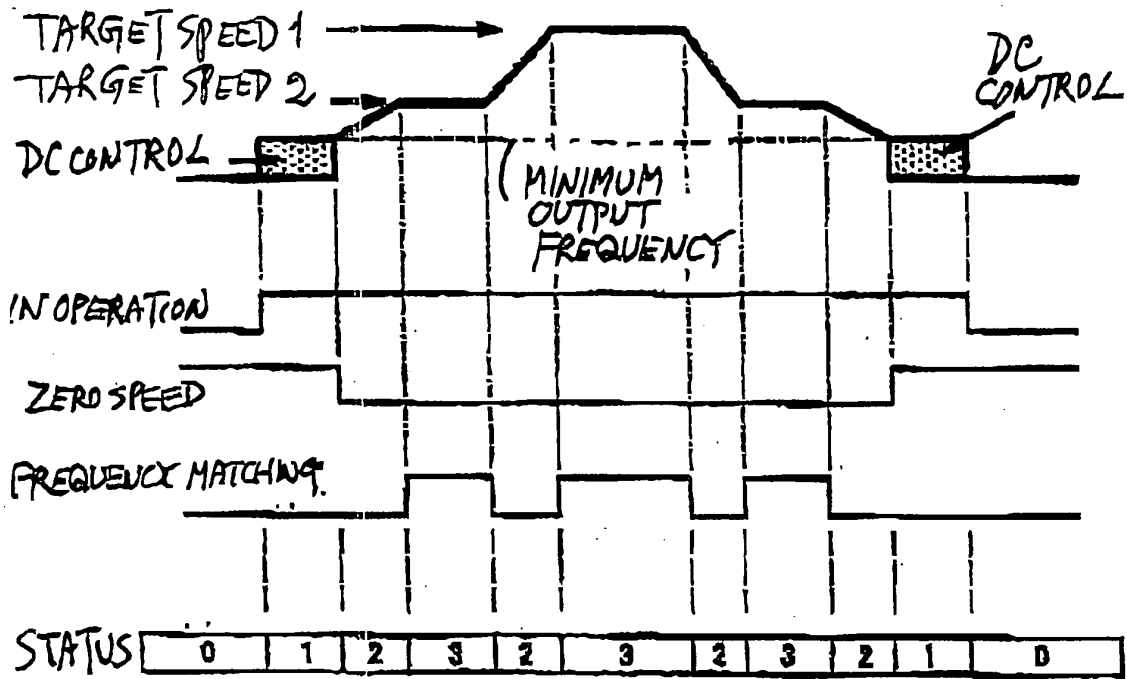 TARGET SPEED 1
TARGET SPEED 2
DC CONTROL
DC
CONTROL
MINIMUM
OUTPUT
FREQUENCY
IN OPERATION
ZERO SPEED
FREQUENCY MATCHING.
STATUS 0 1 2 3 2 3 2 3 2 1 0